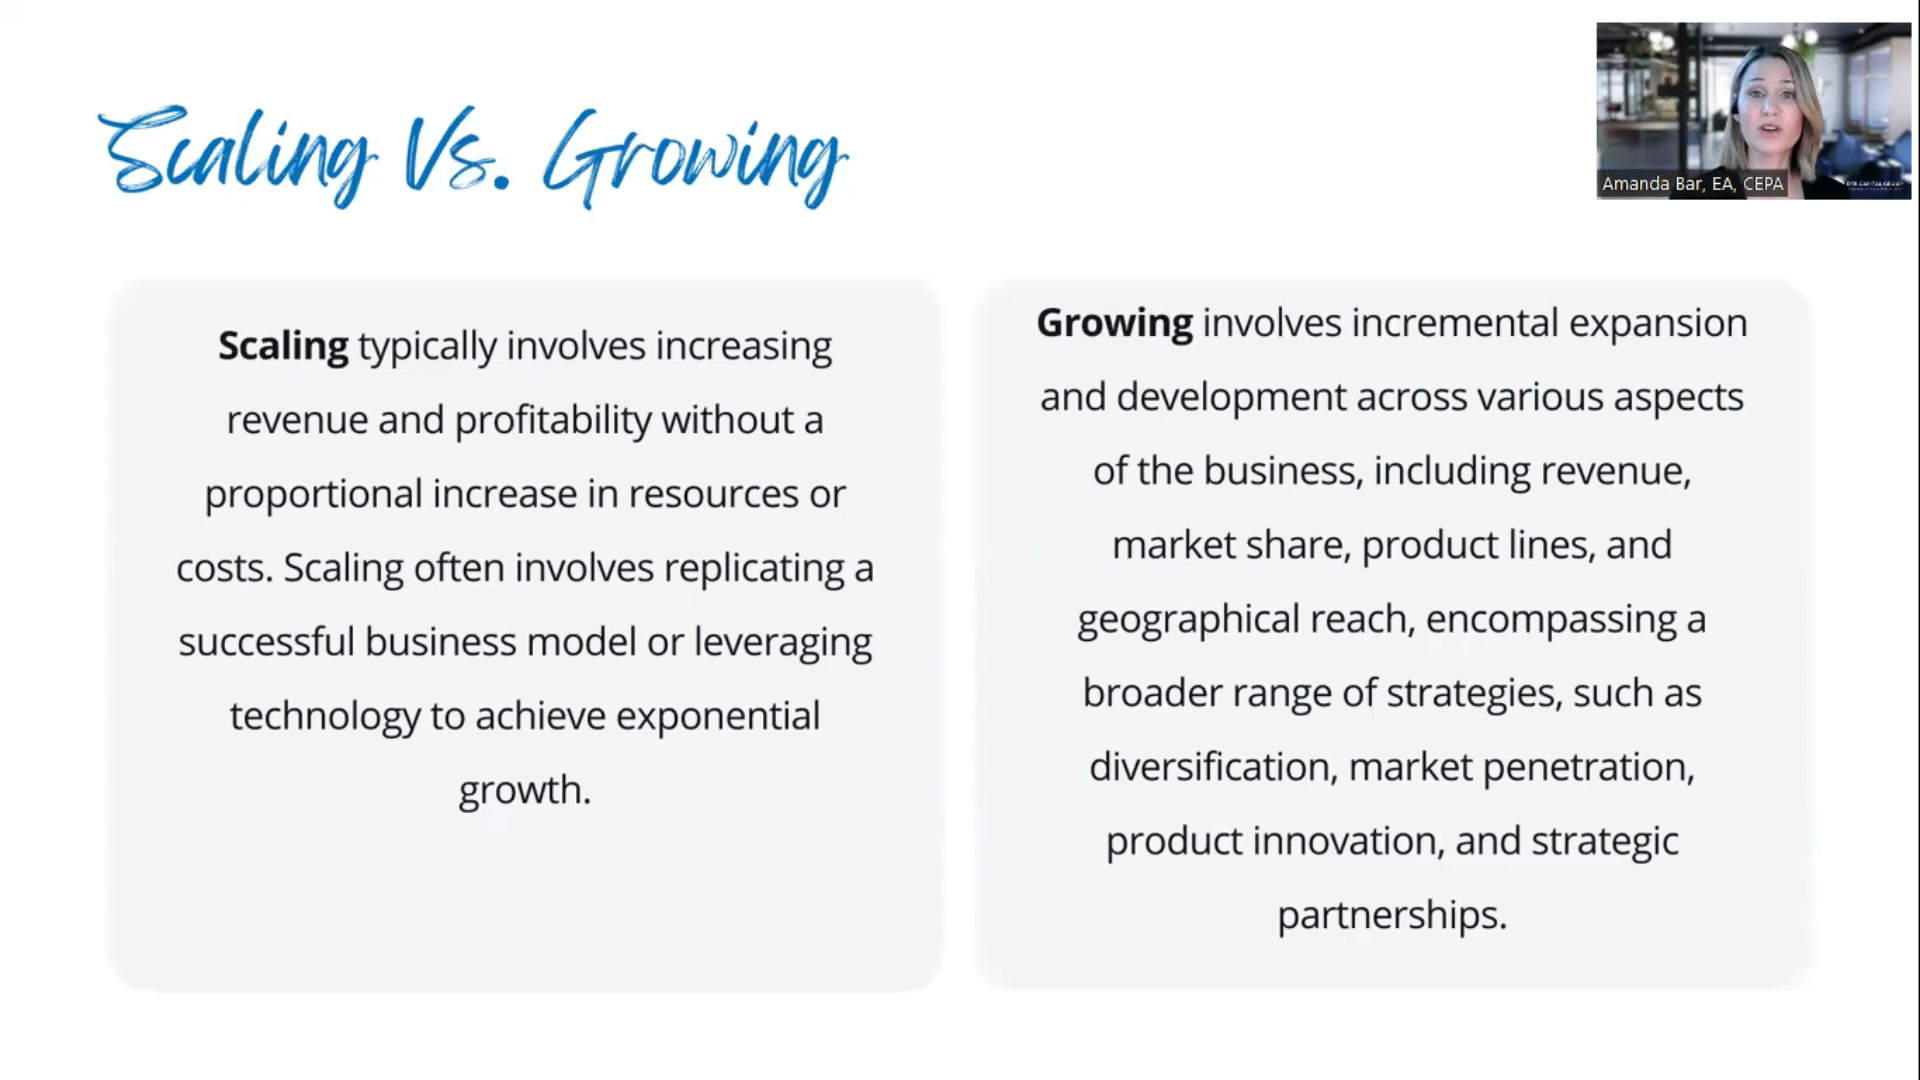 Scaling Vs. Growing
Amanda Bar, EA, CEPA
Scaling typically involves increasing
revenue and profitability without a
proportional increase in resources or
costs. Scaling often involves replicating a
successful business model or leveraging
technology to achieve exponential
growth.
Growing involves incremental expansion
and development across various aspects
of the business, including revenue,
market share, product lines, and
geographical reach, encompassing a
broader range of strategies, such as
diversification, market penetration,
product innovation, and strategic
partnerships.